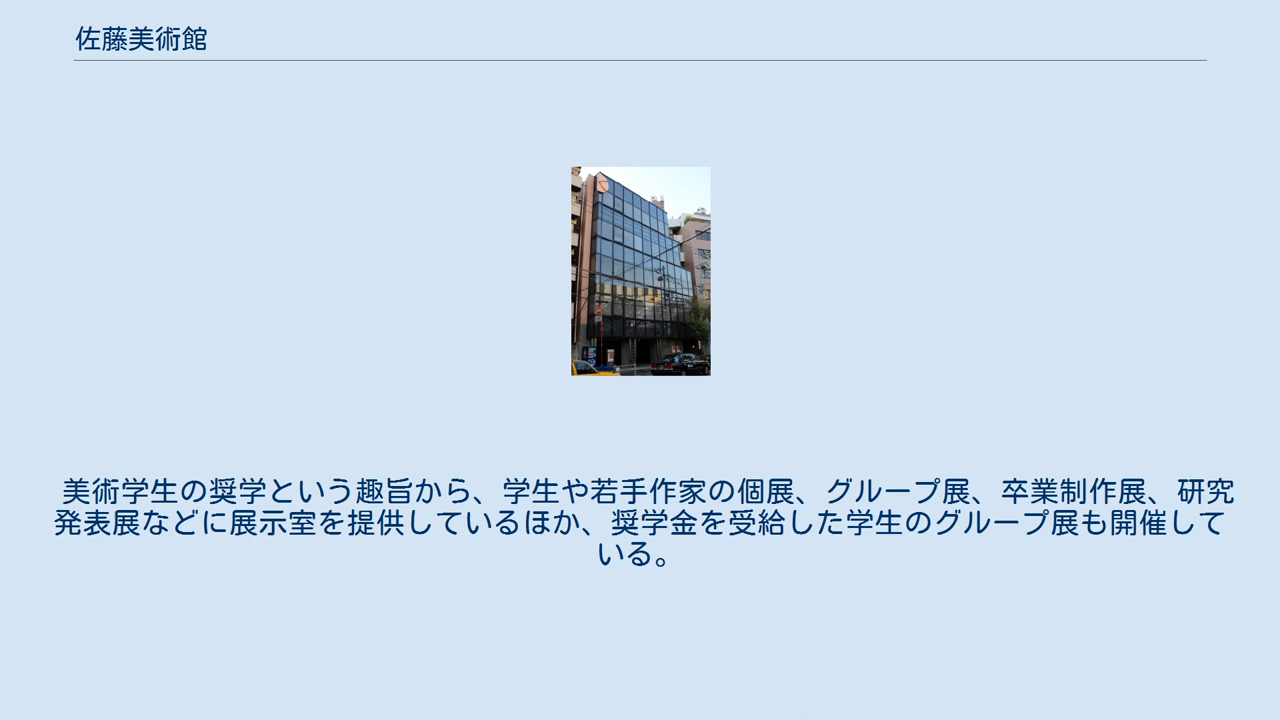 佐藤美術館
美術学生の奨学という趣旨から、学生や若手作家の個展、グループ展、卒業制作展、研究
発表展などに展示室を提供しているほか、奨学金を受給した学生のグループ展も開催して
いる。